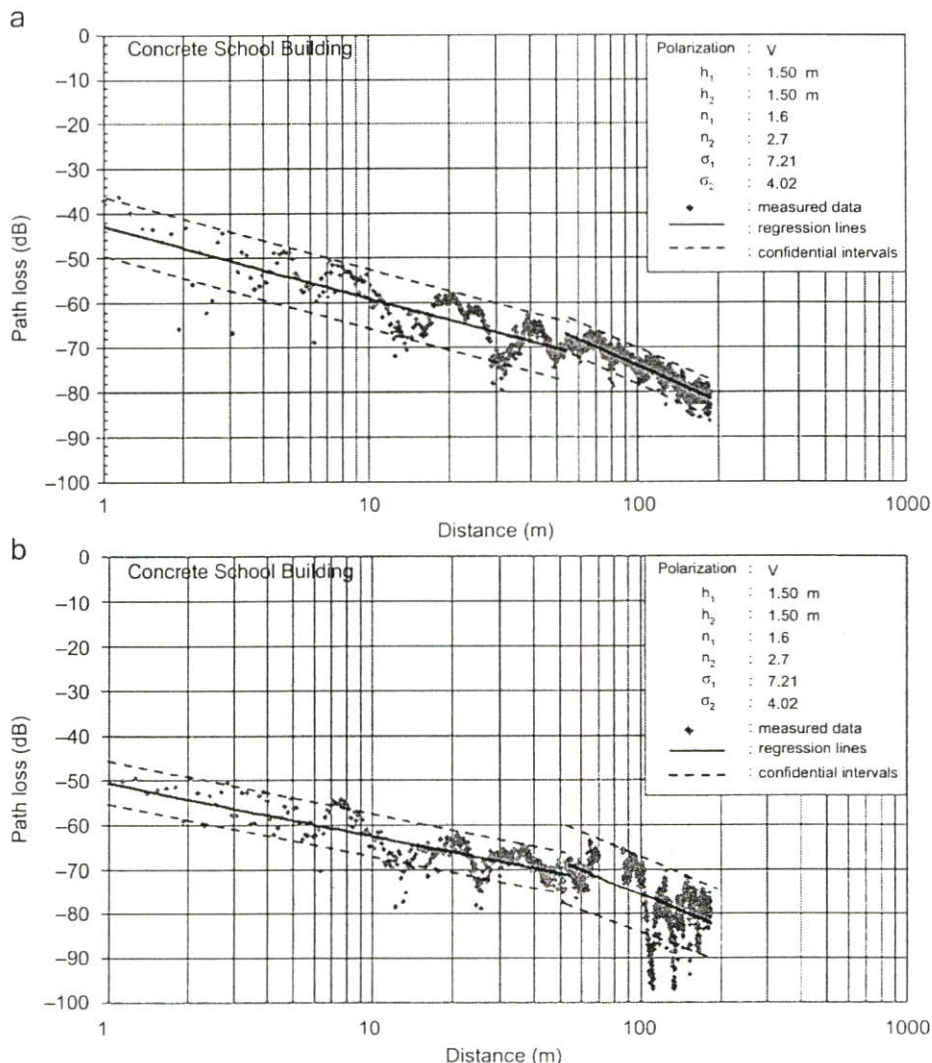 a
Concrete School Building
Polarization : V
h₁ : 1.50 m
h₂ : 1.50 m
n₁ : 1.6
n₂ : 2.7
σ₁ : 7.21
σ₂ : 4.02
: measured data
: regression lines
: confidential intervals
Path loss (dB)
0
–10
–20
–30
–40
–50
–60
–70
–80
–90
–100
1 10 100 1000
Distance (m)
b
Concrete School Building
Polarization : V
h₁ : 1.50 m
h₂ : 1.50 m
n₁ : 1.6
n₂ : 2.7
σ₁ : 7.21
σ₂ : 4.02
: measured data
: regression lines
: confidential intervals
Path loss (dB)
0
–10
–20
–30
–40
–50
–60
–70
–80
–90
–100
1 10 100 1000
Distance (m)